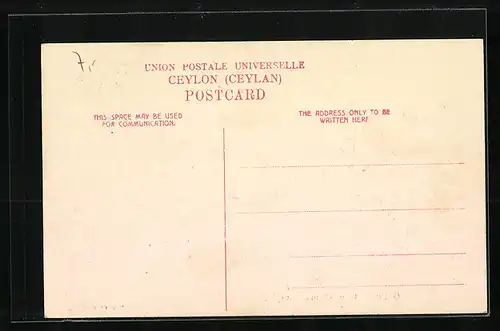 UNION POSTALE UNIVERSELLE
CEYLON (CEYLAN)
POSTCARD
THIS SPACE MAY BE USED
FOR COMMUNICATION.
THE ADDRESS ONLY TO BE
WRITTEN HERE